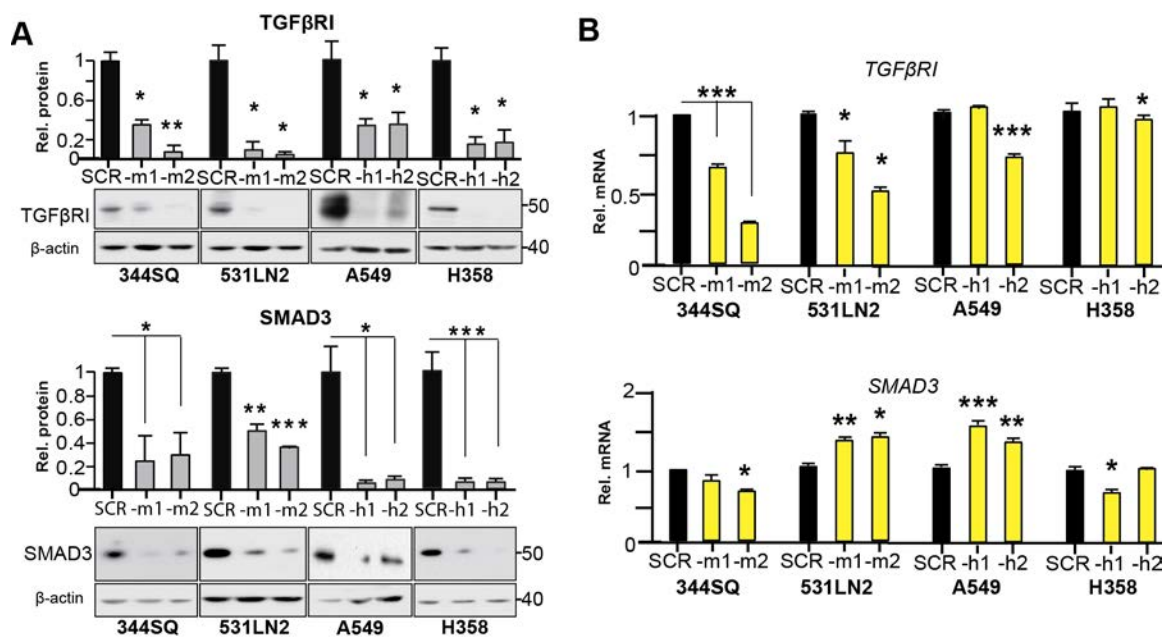 A
TGFβRI
Rel. protein
1
0.6
0.2
0
* ** * * * * * *
SCR -m1 -m2 SCR -m1 -m2 SCR -h1 -h2 SCR -h1 -h2
TGFβRI
50
β-actin
40
344SQ 531LN2 A549 H358
SMAD3
Rel. protein
1
0.8
0.6
0.4
0.2
0
* ** *** * ***
SCR -m1 -m2 SCR -m1 -m2 SCR -h1 -h2 SCR -h1 -h2
SMAD3
50
β-actin
40
344SQ 531LN2 A549 H358
B
TGFβRI
Rel. mRNA
1
0.5
0
*** * * *** *
SCR -m1 -m2 SCR -m1 -m2 SCR -h1 -h2 SCR -h1 -h2
344SQ 531LN2 A549 H358
SMAD3
Rel. mRNA
2
1
0
* ** * *** ** *
SCR -m1 -m2 SCR -m1 -m2 SCR -h1 -h2 SCR -h1 -h2
344SQ 531LN2 A549 H358